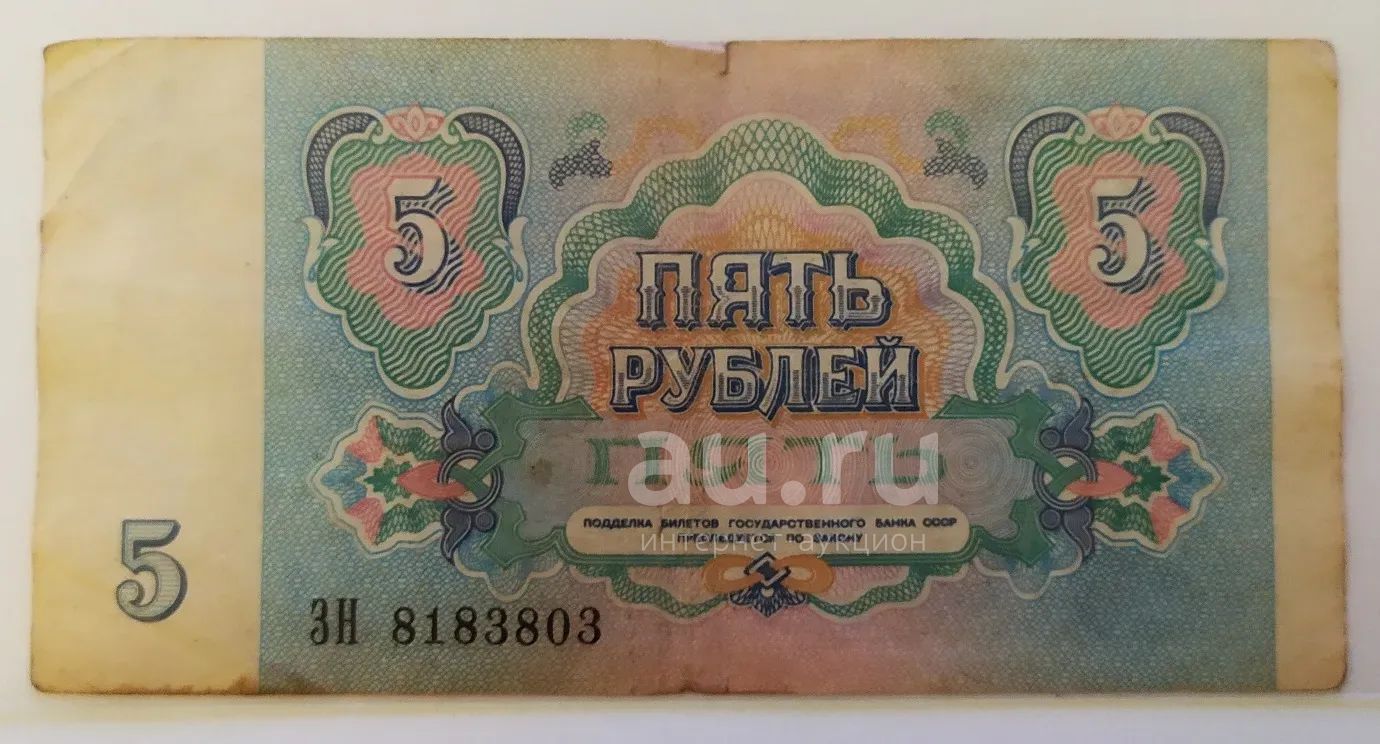 5
5
ПЯТЬ
РУБЛЕЙ
au.ru
ПОДДЕЛКА БИЛЕТОВ ГОСУДАРСТВЕННОГО БАНКА СССР
ПРЕСЛЕДУЕТСЯ ПО ЗАКОНУ
интернет-аукцион
5
ЗН 8183803